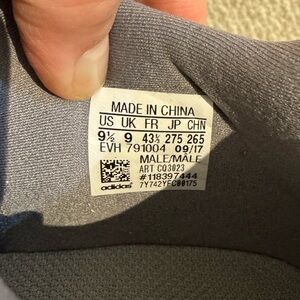 MADE IN CHINA
US UK FR JP CHN
9½ 9 43⅓ 275 265
EVH 791004 09/17
MALE/MÂLE
ART CQ3023
#118397444
adidas 7Y742YFC00175